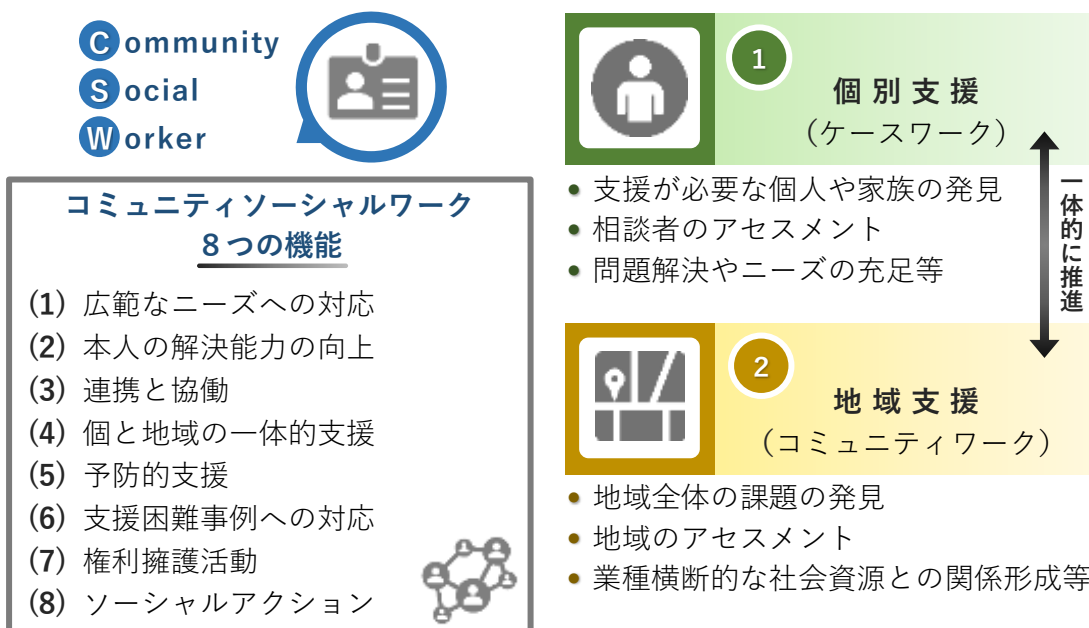 Community
Social
Worker
コミュニティソーシャルワーク
８つの機能
(1) 広範なニーズへの対応
(2) 本人の解決能力の向上
(3) 連携と協働
(4) 個と地域の一体的支援
(5) 予防的支援
(6) 支援困難事例への対応
(7) 権利擁護活動
(8) ソーシャルアクション
1
個別支援
（ケースワーク）
• 支援が必要な個人や家族の発見
• 相談者のアセスメント
• 問題解決やニーズの充足等
一体的に推進
2
地域支援
（コミュニティワーク）
• 地域全体の課題の発見
• 地域のアセスメント
• 業種横断的な社会資源との関係形成等